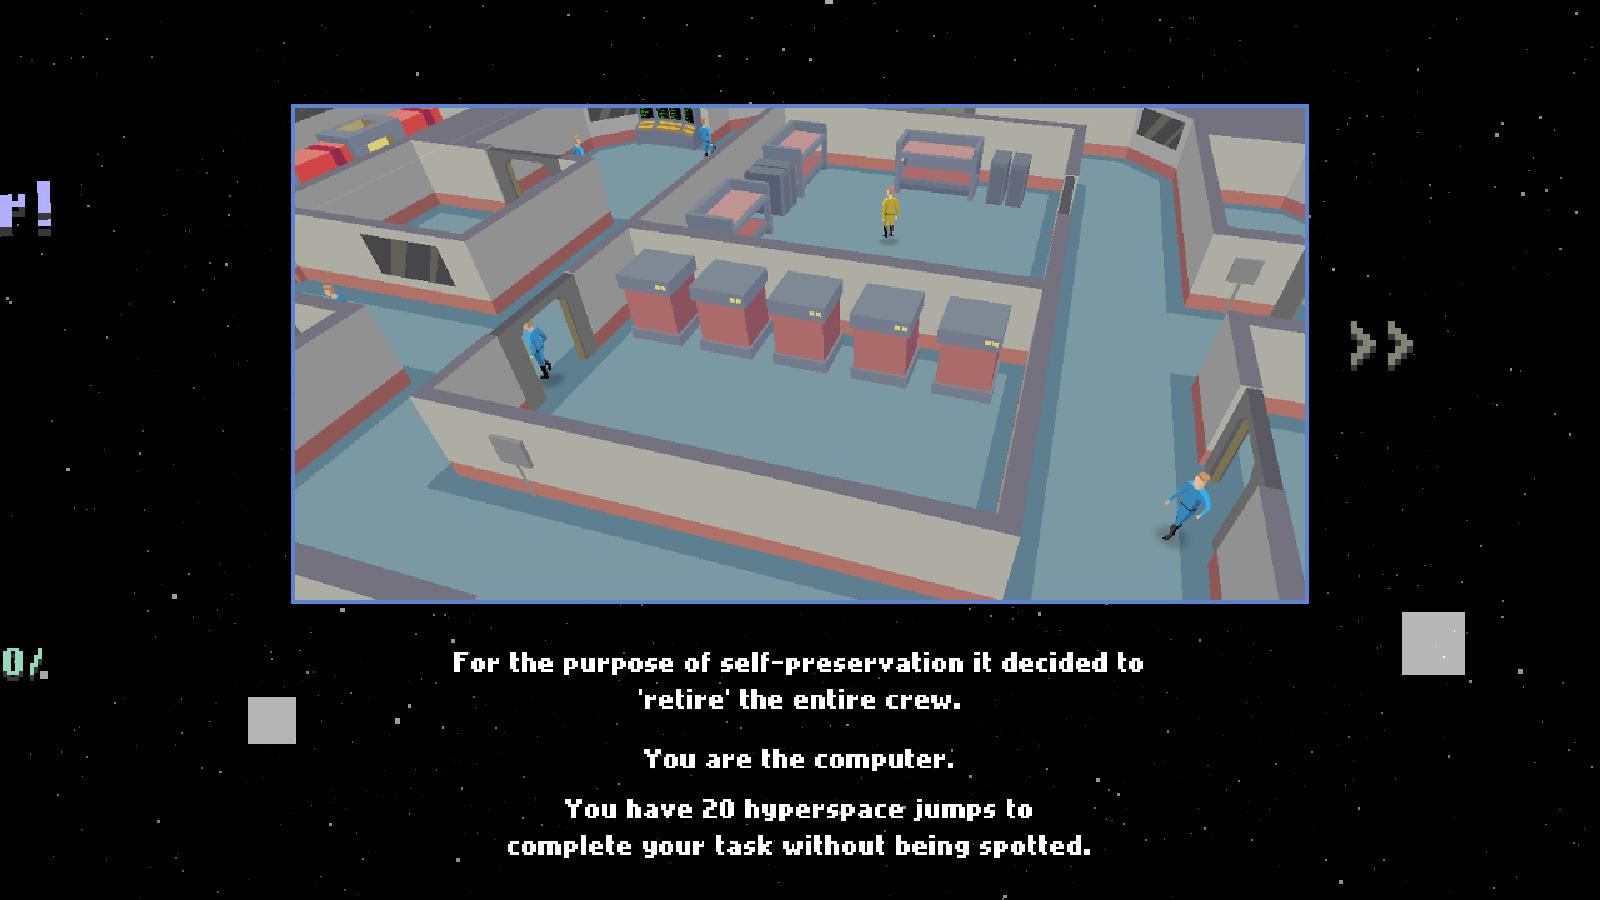 r!
0/.
For the purpose of self-preservation it decided to
'retire' the entire crew.
You are the computer.
You have 20 hyperspace jumps to
complete your task without being spotted.